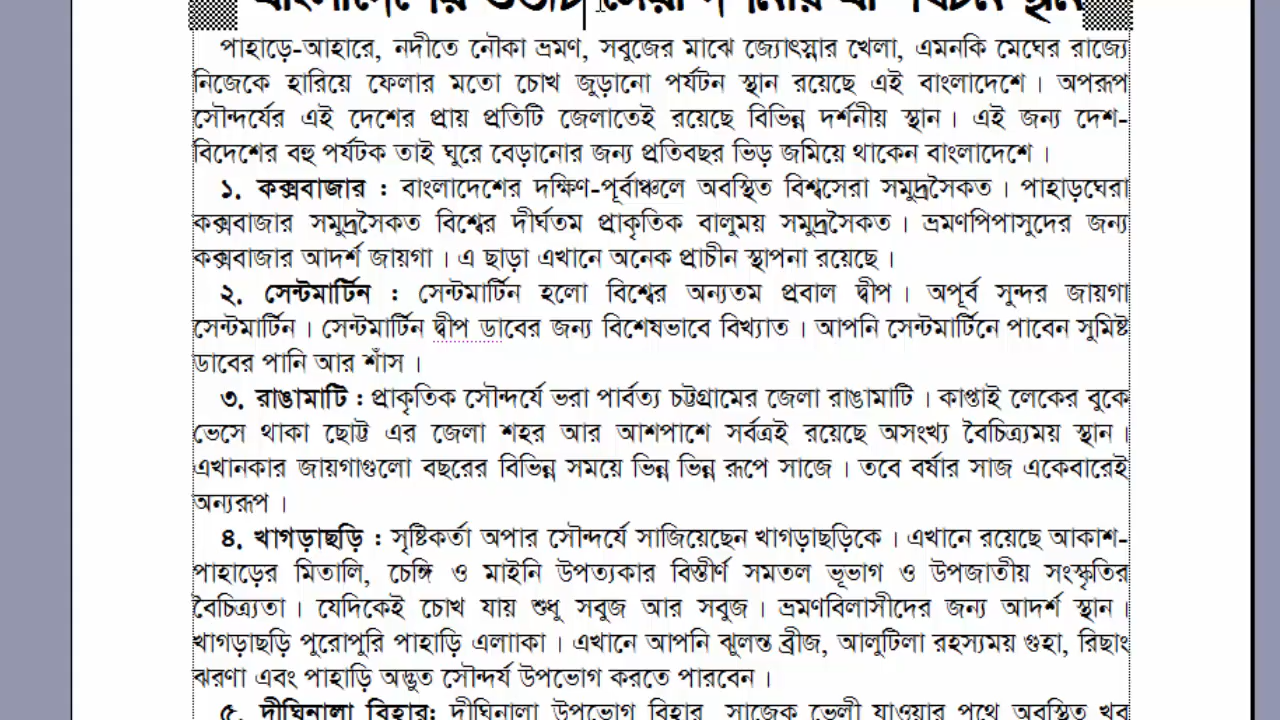 পাহাড়ে-আহারে, নদীতে নৌকা ভ্রমণ, সবুজের মাঝে জ্যোৎস্নার খেলা, এমনকি মেঘের রাজ্যে
নিজেকে হারিয়ে ফেলার মতো চোখ জুড়ানো পর্যটন স্থান রয়েছে এই বাংলাদেশে। অপরূপ
সৌন্দর্যের এই দেশের প্রায় প্রতিটি জেলাতেই রয়েছে বিভিন্ন দর্শনীয় স্থান। এই জন্য দেশ-
বিদেশের বহু পর্যটক তাই ঘুরে বেড়ানোর জন্য প্রতিবছর ভিড় জমিয়ে থাকেন বাংলাদেশে।
১. কক্সবাজার : বাংলাদেশের দক্ষিণ-পূর্বাঞ্চলে অবস্থিত বিশ্বসেরা সমুদ্রসৈকত। পাহাড়ঘেরা
কক্সবাজার সমুদ্রসৈকত বিশ্বের দীর্ঘতম প্রাকৃতিক বালুময় সমুদ্রসৈকত। ভ্রমণপিপাসুদের জন্য
কক্সবাজার আদর্শ জায়গা। এ ছাড়া এখানে অনেক প্রাচীন স্থাপনা রয়েছে।
২. সেন্টমার্টিন : সেন্টমার্টিন হলো বিশ্বের অন্যতম প্রবাল দ্বীপ। অপূর্ব সুন্দর জায়গা
সেন্টমার্টিন। সেন্টমার্টিন দ্বীপ ডাবের জন্য বিশেষভাবে বিখ্যাত। আপনি সেন্টমার্টিনে পাবেন সুমিষ্ট
ডাবের পানি আর শাঁস।
৩. রাঙামাটি : প্রাকৃতিক সৌন্দর্যে ভরা পার্বত্য চট্টগ্রামের জেলা রাঙামাটি। কাপ্তাই লেকের বুকে
ভেসে থাকা ছোট্ট এর জেলা শহর আর আশপাশে সর্বত্রই রয়েছে অসংখ্য বৈচিত্র্যময় স্থান।
এখানকার জায়গাগুলো বছরের বিভিন্ন সময়ে ভিন্ন ভিন্ন রূপে সাজে। তবে বর্ষার সাজ একেবারেই
অন্যরূপ।
৪. খাগড়াছড়ি : সৃষ্টিকর্তা অপার সৌন্দর্যে সাজিয়েছেন খাগড়াছড়িকে। এখানে রয়েছে আকাশ-
পাহাড়ের মিতালি, চেঙ্গি ও মাইনি উপত্যকার বিস্তীর্ণ সমতল ভূভাগ ও উপজাতীয় সংস্কৃতির
বৈচিত্র্যতা। যেদিকেই চোখ যায় শুধু সবুজ আর সবুজ। ভ্রমণবিলাসীদের জন্য আদর্শ স্থান।
খাগড়াছড়ি পুরোপুরি পাহাড়ি এলাাকা। এখানে আপনি ঝুলন্ত ব্রীজ, আলুটিলা রহস্যময় গুহা, রিছাং
ঝরণা এবং পাহাড়ি অদ্ভুত সৌন্দর্য উপভোগ করতে পারবেন।
৫. দীঘিনালা বিহার: দীঘিনালা উপভোগ বিহার সাজেক ভেলী যাওয়ার পথে অবস্থিত খুব